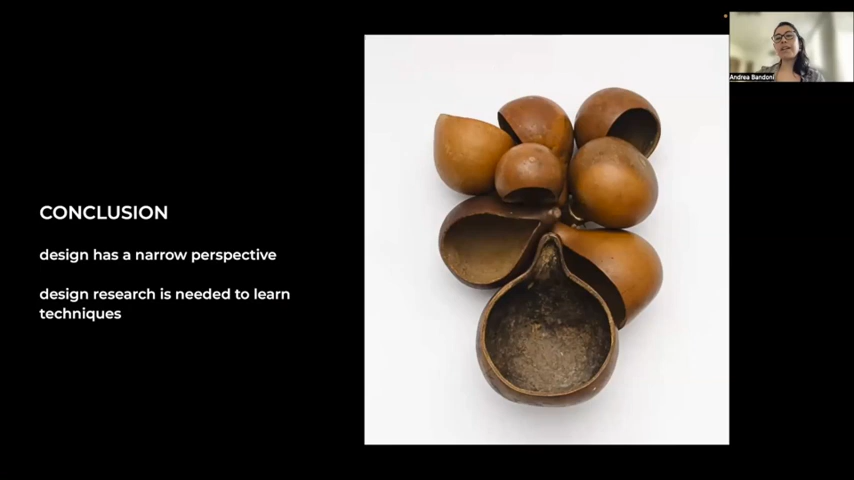 Andrea Bandoni
CONCLUSION
design has a narrow perspective
design research is needed to learn
techniques